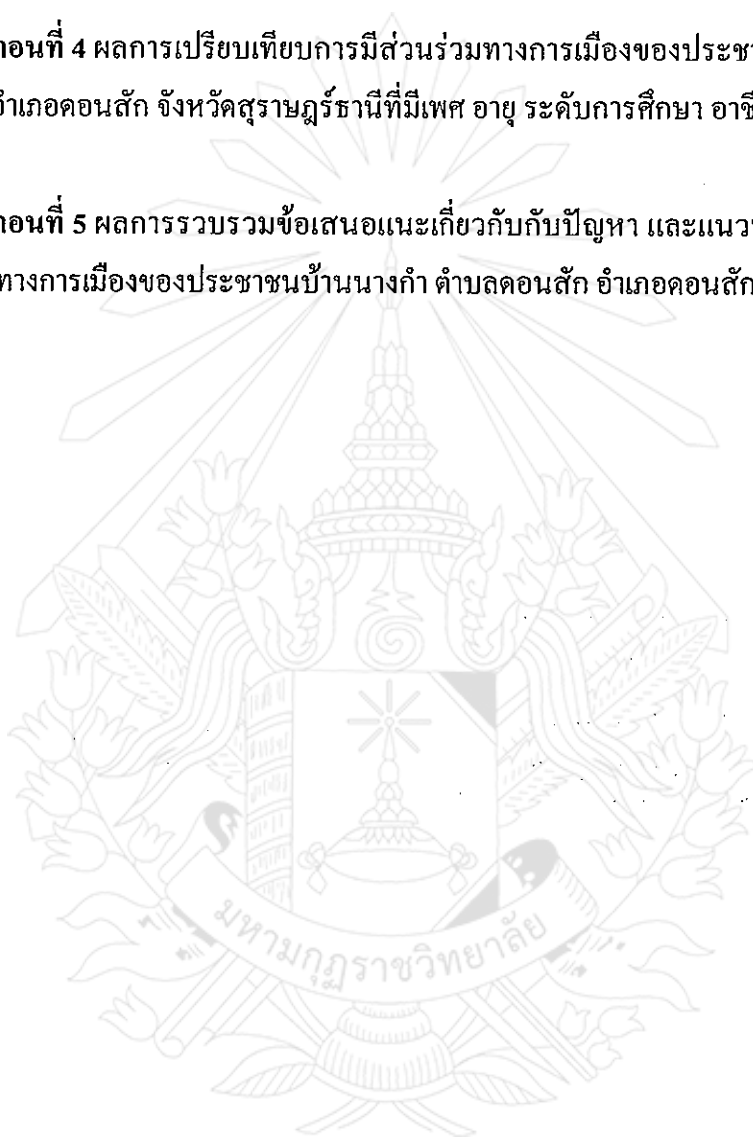 ตอนที่ 4 ผลการเปรียบเทียบการมีส่วนร่วมทางการเมืองของประชา
อำเภอดอนสัก จังหวัดสุราษฎร์ธานีที่มีเพศ อายุ ระดับการศึกษา อาชี
ตอนที่ 5 ผลการรวบรวมข้อเสนอแนะเกี่ยวกับกับปัญหา และแนว
ทางการเมืองของประชาชนบ้านนางกำ ตำบลดอนสัก อำเภอดอนสัก
มหามกุฏราชวิทยาลัย